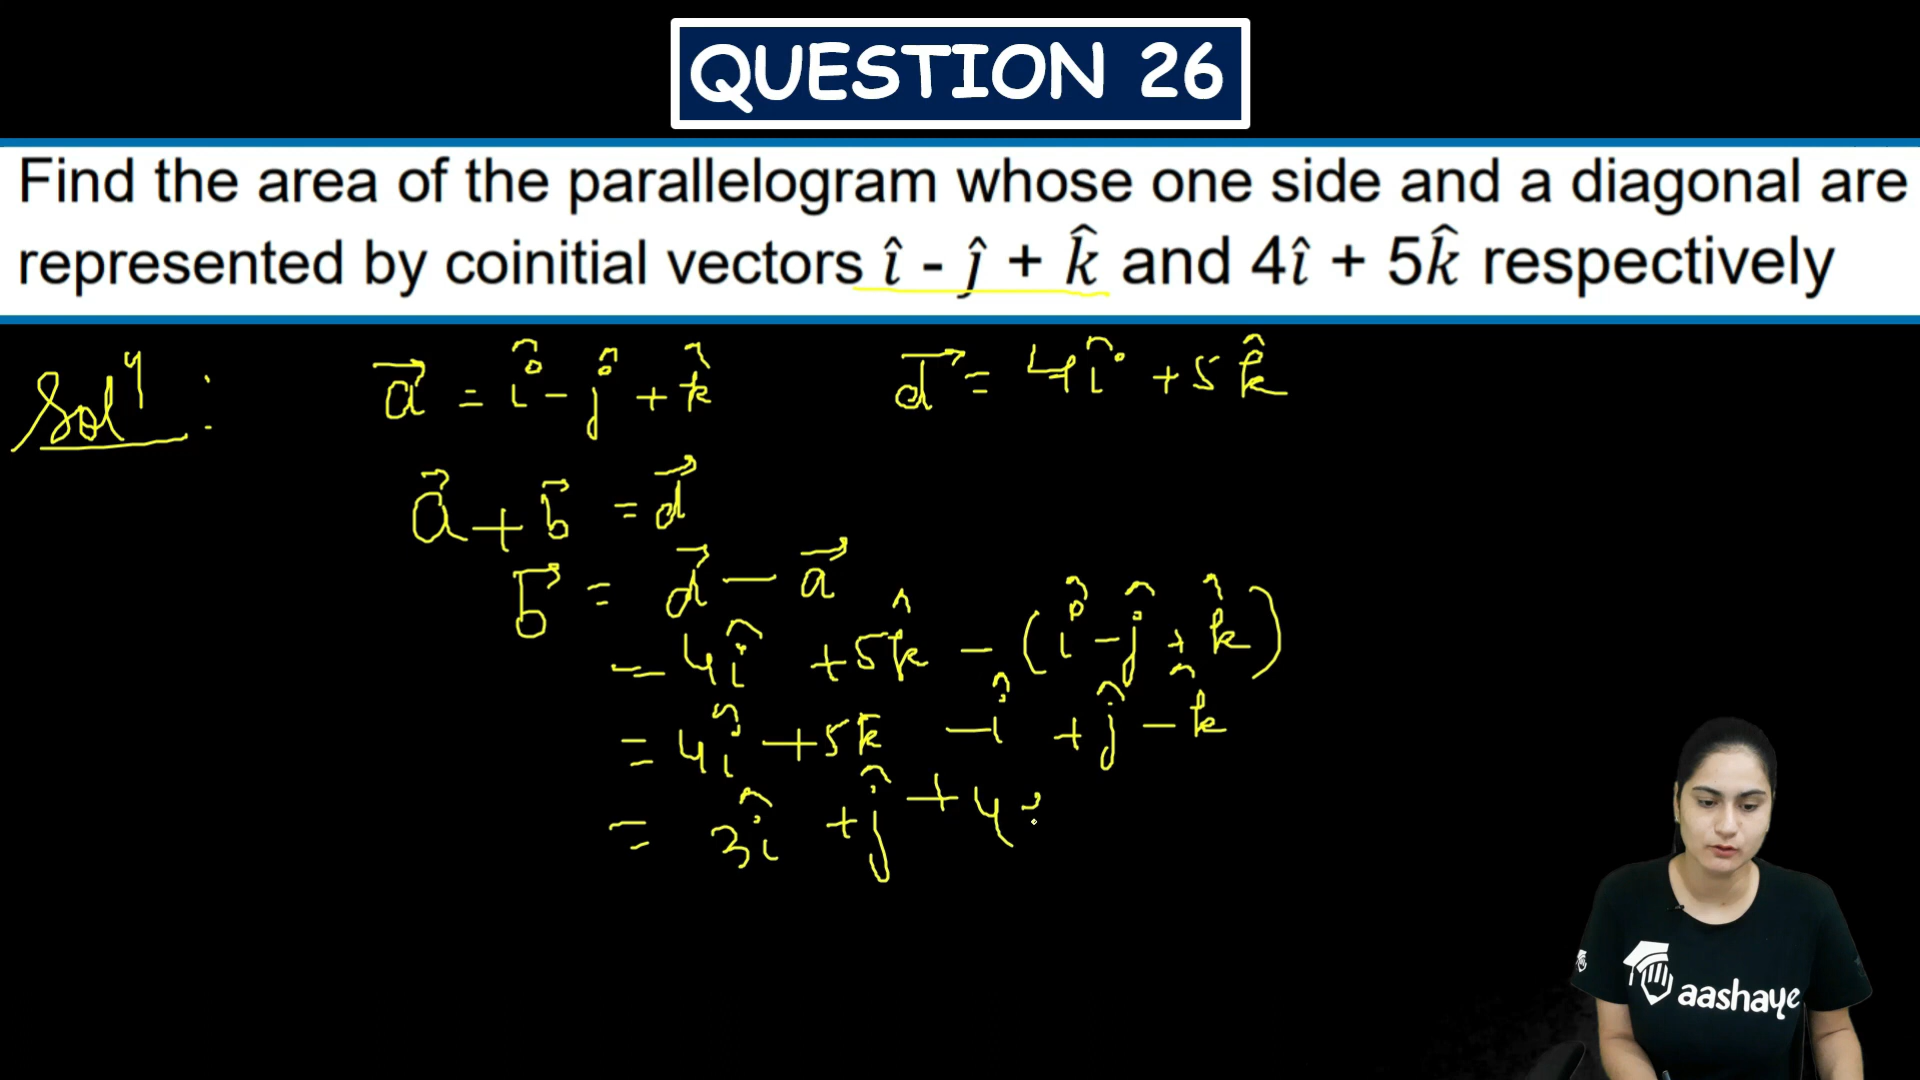 QUESTION 26
Find the area of the parallelogram whose one side and a diagonal are
represented by coinitial vectors î - ĵ + k̂ and 4î + 5k̂ respectively
Solⁿ : a⃗ = î - ĵ + k̂ d⃗ = 4î + 5k̂
a⃗ + b⃗ = d⃗
b⃗ = d⃗ - a⃗
= 4î + 5k̂ - (î - ĵ + k̂)
= 4î + 5k - î + ĵ - k̂
= 3î + ĵ + 4
aashaye